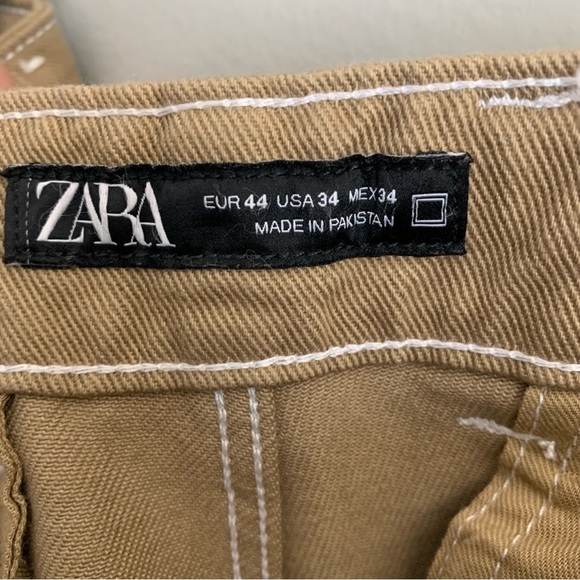 ZARA
EUR 44 USA 34 MEX 34
MADE IN PAKISTAN